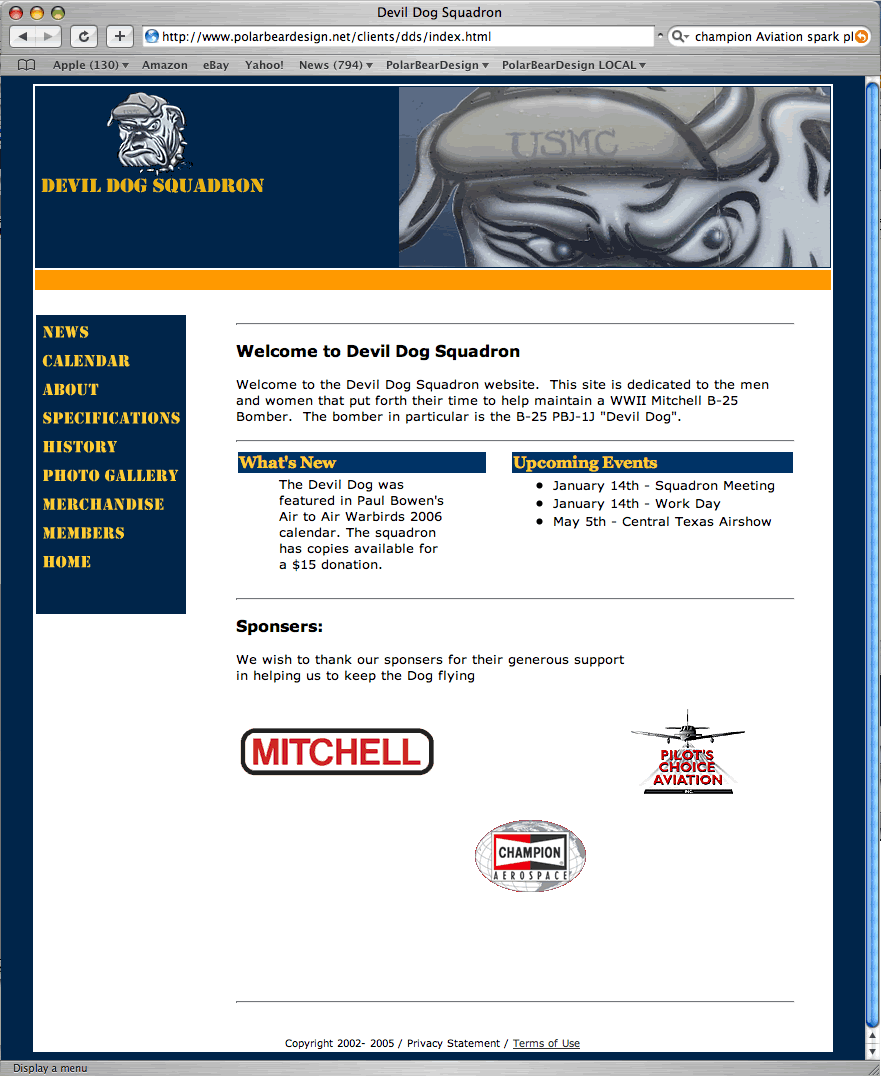 Devil Dog Squadron
http://www.polarbeardesign.net/clients/dds/index.html
champion Aviation spark pl
Apple (130) Amazon eBay Yahoo! News (794) PolarBearDesign PolarBearDesign LOCAL
USMC
DEVIL DOG SQUADRON
NEWS
CALENDAR
ABOUT
SPECIFICATIONS
HISTORY
PHOTO GALLERY
MERCHANDISE
MEMBERS
HOME
Welcome to Devil Dog Squadron
Welcome to the Devil Dog Squadron website. This site is dedicated to the men
and women that put forth their time to help maintain a WWII Mitchell B-25
Bomber. The bomber in particular is the B-25 PBJ-1J "Devil Dog".
What's New
The Devil Dog was
featured in Paul Bowen's
Air to Air Warbirds 2006
calendar. The squadron
has copies available for
a $15 donation.
Upcoming Events
January 14th - Squadron Meeting
January 14th - Work Day
May 5th - Central Texas Airshow
Sponsers:
We wish to thank our sponsers for their generous support
in helping us to keep the Dog flying
MITCHELL
PILOT'S
CHOICE
AVIATION
INC.
CHAMPION
AEROSPACE
Copyright 2002- 2005 / Privacy Statement / Terms of Use
Display a menu